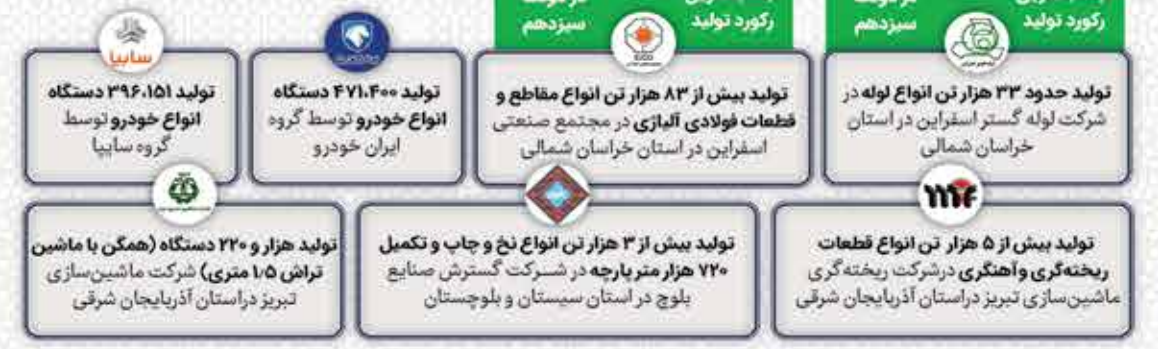 رکورد تولید
سیزدهم
رکورد تولید
سیزدهم
تولید حدود ۳۳ هزار تن انواع لوله در
شرکت لوله گستر اسفراین در استان
خراسان شمالی
تولید بیش از ۸۳ هزار تن انواع مقاطع و
قطعات فولادی آلیاژی در مجتمع صنعتی
اسفراین در استان خراسان شمالی
تولید ۴۷۱،۴۰۰ دستگاه
انواع خودرو توسط گروه
ایران خودرو
سایپا
تولید ۳۹۶،۱۵۱ دستگاه
انواع خودرو توسط
گروه سایپا
تولید بیش از ۵ هزار تن انواع قطعات
ریخته‌گری و آهنگری در شرکت ریخته‌گری
ماشین‌سازی تبریز در استان آذربایجان شرقی
تولید بیش از ۳ هزار تن انواع نخ و چاپ و تکمیل
۷۲۰ هزار متر پارچه در شــرکت گسترش صنایع
بلوچ در استان سیستان و بلوچستان
تولید هزار و ۲۲۰ دستگاه (همگن با ماشین
تراش ۱/۵ متری) شرکت ماشین‌سازی
تبریز در استان آذربایجان شرقی